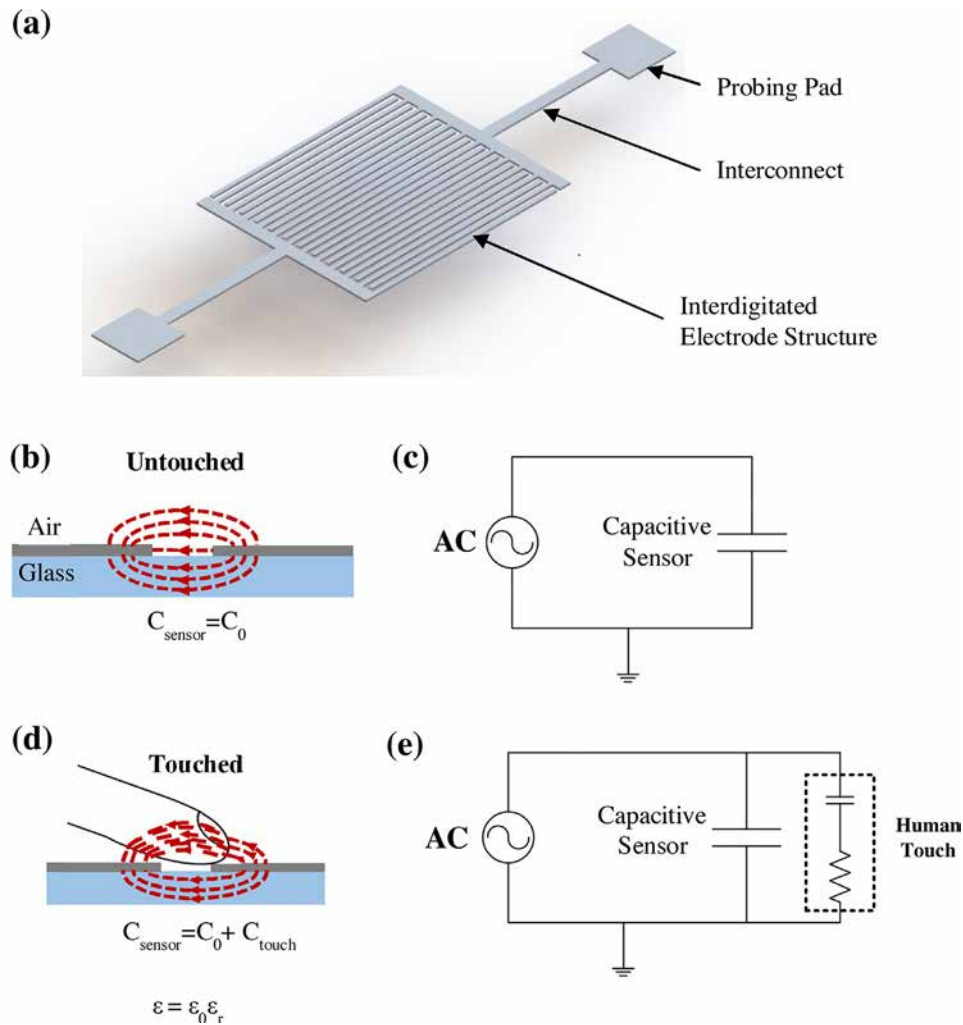 (a)
Probing Pad
Interconnect
Interdigitated
Electrode Structure
(b)
Untouched
Air
Glass
C_sensor=C_0
(c)
AC
Capacitive
Sensor
(d)
Touched
C_sensor=C_0+ C_touch
ε = ε_0ε_r
(e)
AC
Capacitive
Sensor
Human
Touch